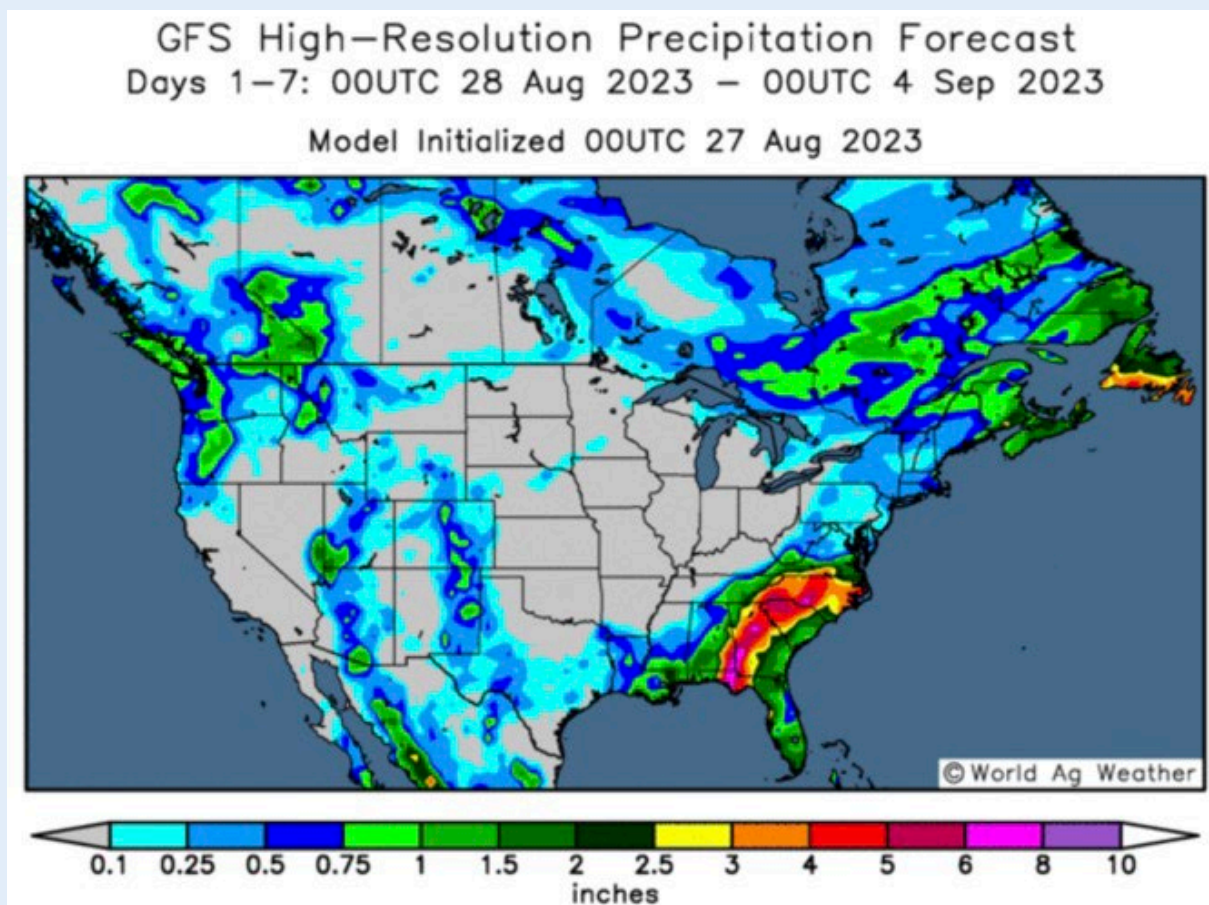 GFS High-Resolution Precipitation Forecast
Days 1-7: 00UTC 28 Aug 2023 - 00UTC 4 Sep 2023
Model Initialized 00UTC 27 Aug 2023
© World Ag Weather
0.1 0.25 0.5 0.75 1 1.5 2 2.5 3 4 5 6 8 10
inches